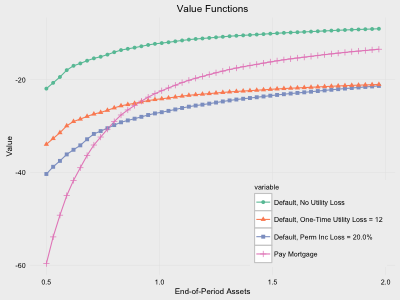 Value Functions
-20
-40
-60
Value
0.5
1.0
1.5
2.0
End-of-Period Assets
variable
Default, No Utility Loss
Default, One-Time Utility Loss = 12
Default, Perm Inc Loss = 20.0%
Pay Mortgage